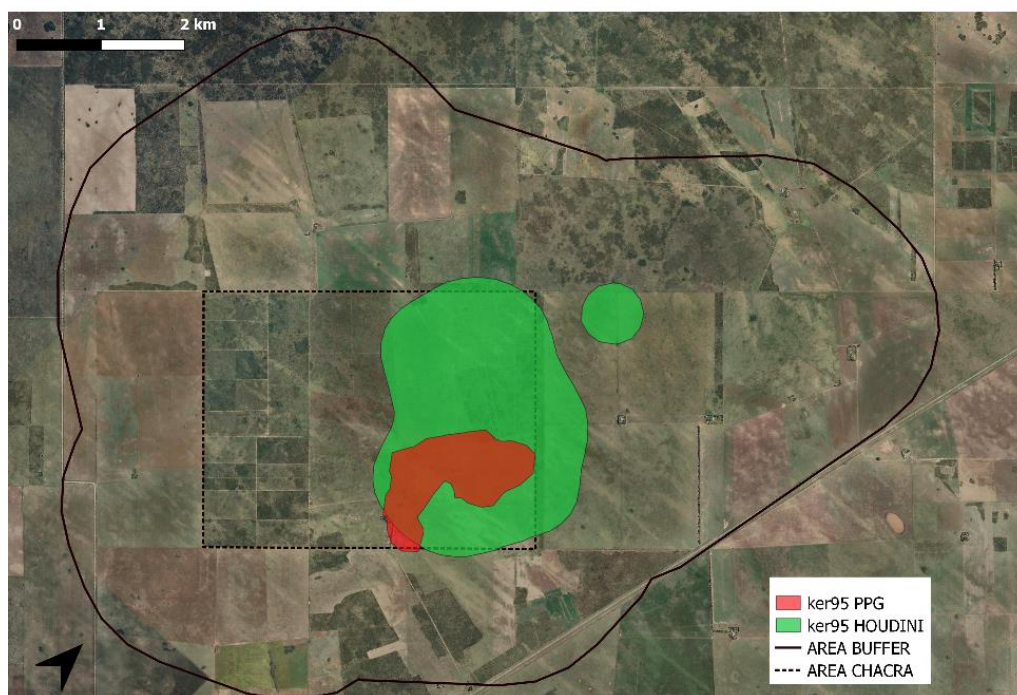 0 1 2 km
ker95 PPG
ker95 HOUDINI
AREA BUFFER
AREA CHACRA